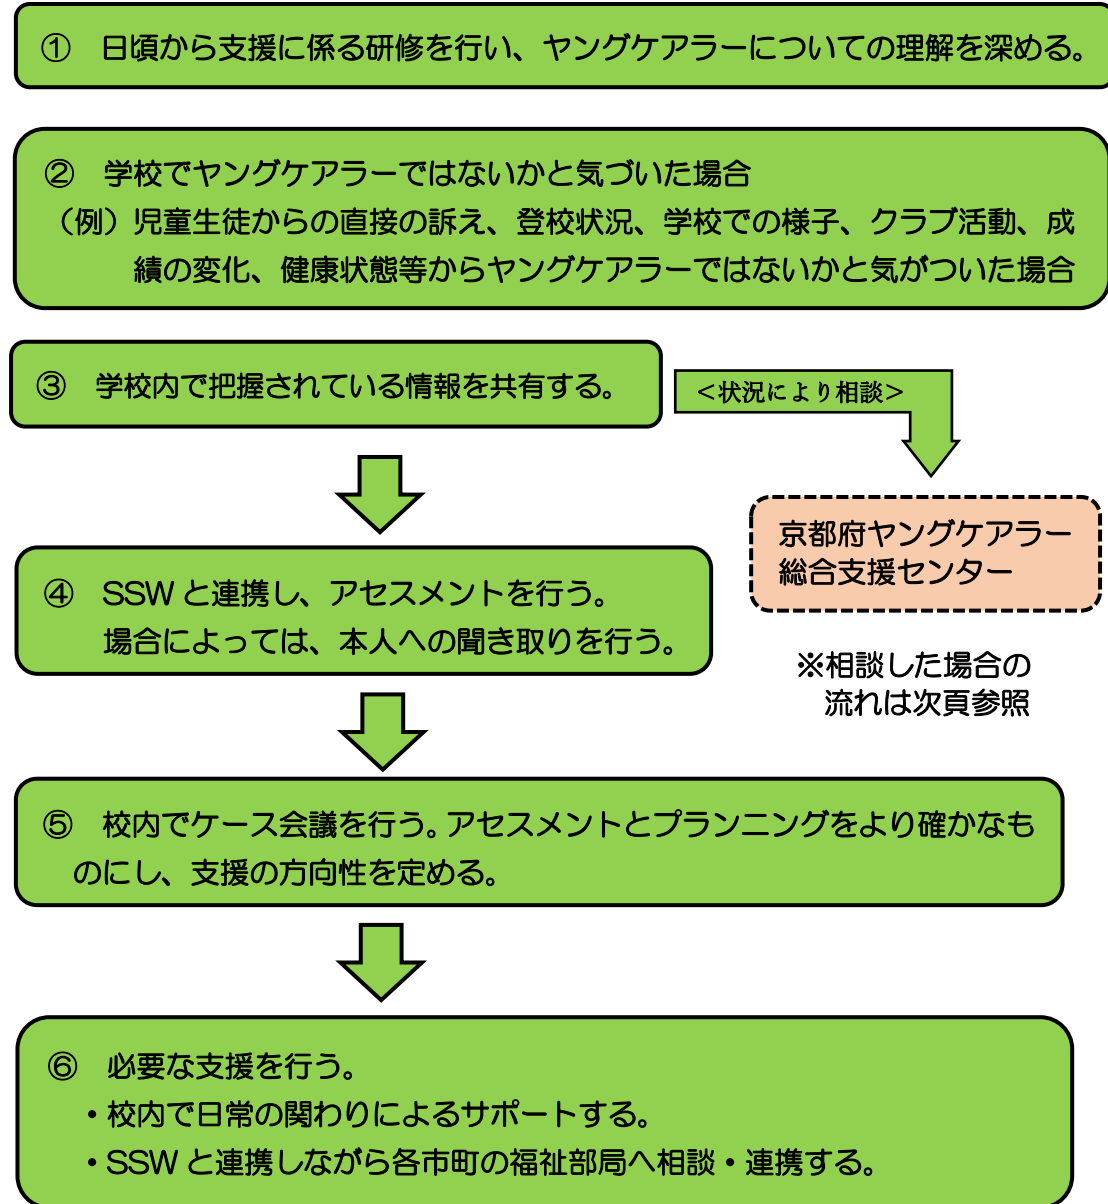 ① 日頃から支援に係る研修を行い、ヤングケアラーについての理解を深める。
② 学校でヤングケアラーではないかと気づいた場合
（例）児童生徒からの直接の訴え、登校状況、学校での様子、クラブ活動、成
績の変化、健康状態等からヤングケアラーではないかと気がついた場合
③ 学校内で把握されている情報を共有する。
＜状況により相談＞
京都府ヤングケアラー
総合支援センター
※相談した場合の
流れは次頁参照
④ SSWと連携し、アセスメントを行う。
場合によっては、本人への聞き取りを行う。
⑤ 校内でケース会議を行う。アセスメントとプランニングをより確かなも
のにし、支援の方向性を定める。
⑥ 必要な支援を行う。
・校内で日常の関わりによるサポートする。
・SSWと連携しながら各市町の福祉部局へ相談・連携する。